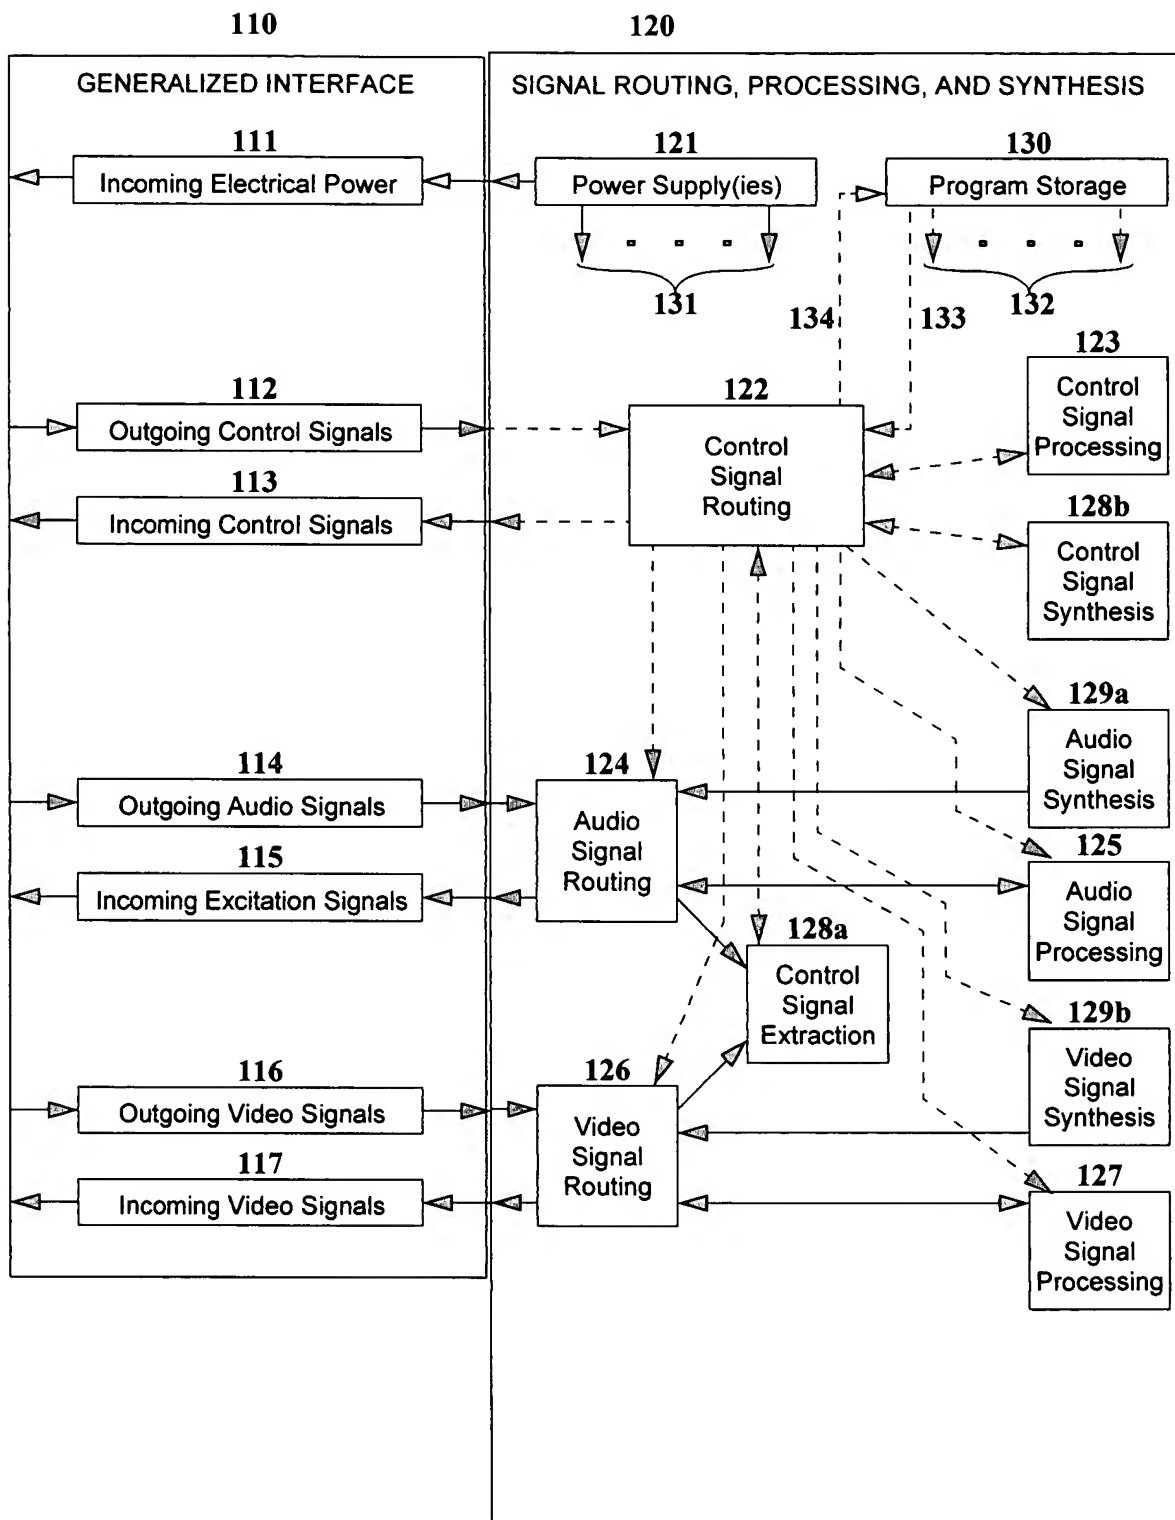 110
120
GENERALIZED INTERFACE
SIGNAL ROUTING, PROCESSING, AND SYNTHESIS
111
Incoming Electrical Power
121
Power Supply(ies)
130
Program Storage
131
134
133
132
112
Outgoing Control Signals
113
Incoming Control Signals
122
Control
Signal
Routing
123
Control
Signal
Processing
128b
Control
Signal
Synthesis
129a
Audio
Signal
Synthesis
114
Outgoing Audio Signals
115
Incoming Excitation Signals
124
Audio
Signal
Routing
125
Audio
Signal
Processing
128a
Control
Signal
Extraction
129b
Video
Signal
Synthesis
116
Outgoing Video Signals
117
Incoming Video Signals
126
Video
Signal
Routing
127
Video
Signal
Processing